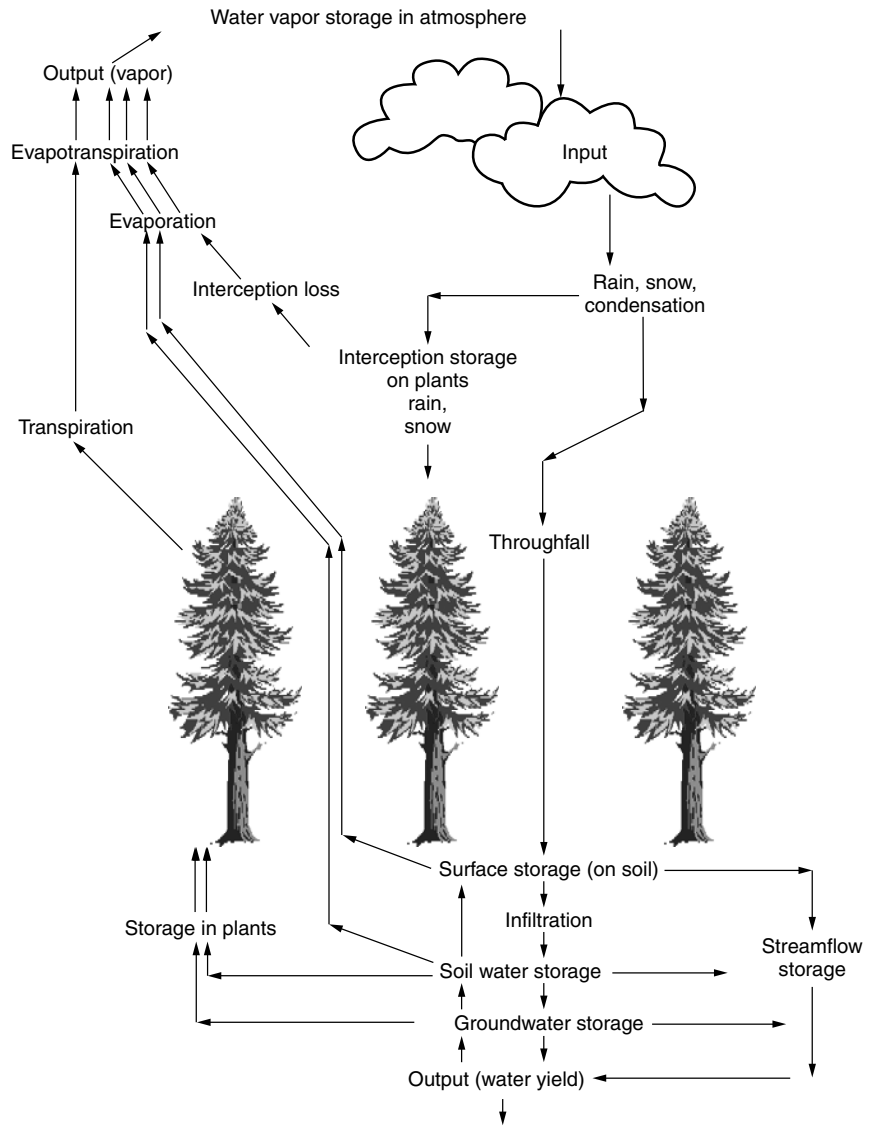 Water vapor storage in atmosphere
Output (vapor)
Evapotranspiration
Input
Evaporation
Interception loss
Rain, snow,
condensation
Interception storage
on plants
rain,
snow
Transpiration
Throughfall
Surface storage (on soil)
Infiltration
Storage in plants
Streamflow
storage
Soil water storage
Groundwater storage
Output (water yield)